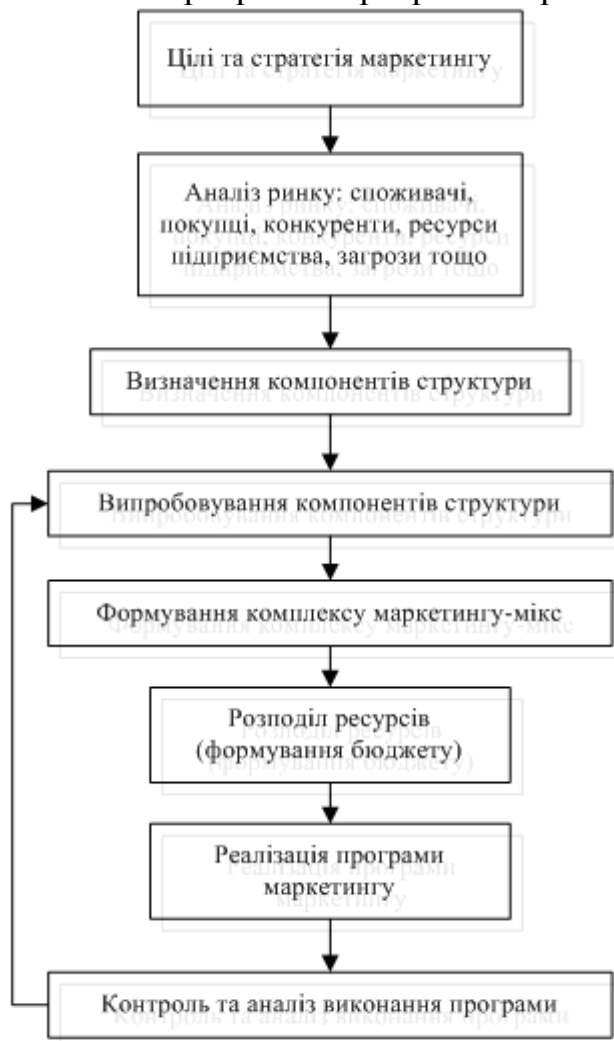 Цілі та стратегія маркетингу
Аналіз ринку: споживачі,
покупці, конкуренти, ресурси
підприємства, загрози тощо
Визначення компонентів структури
Випробовування компонентів структури
Формування комплексу маркетингу-мікс
Розподіл ресурсів
(формування бюджету)
Реалізація програми
маркетингу
Контроль та аналіз виконання програми